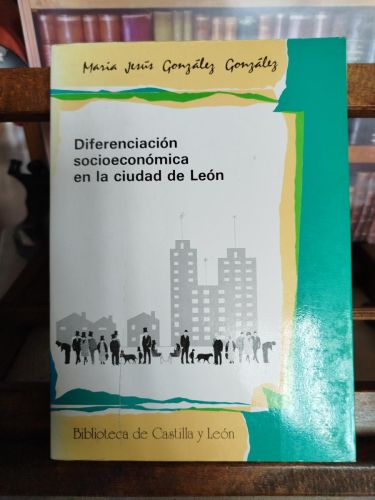 María Jesús González González
Diferenciación
socioeconómica
en la ciudad de León
Biblioteca de Castilla y León